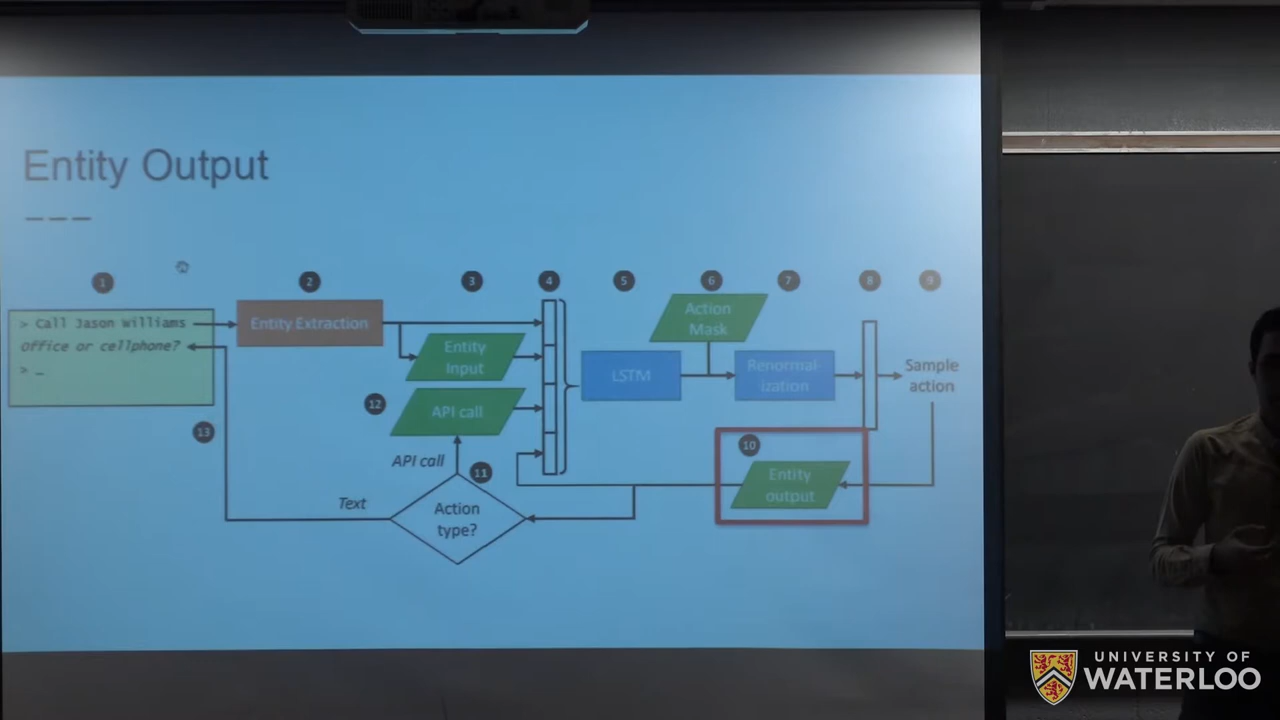 Entity Output
1
2
3
4
5
6
7
8
9
> Call Jason Williams
Office or cellphone?
> _
Entity Extraction
Entity
Input
12
API call
13
API call
11
Text
Action
type?
LSTM
Action
Mask
Renormal-
ization
Sample
action
10
Entity
output
UNIVERSITY OF
WATERLOO